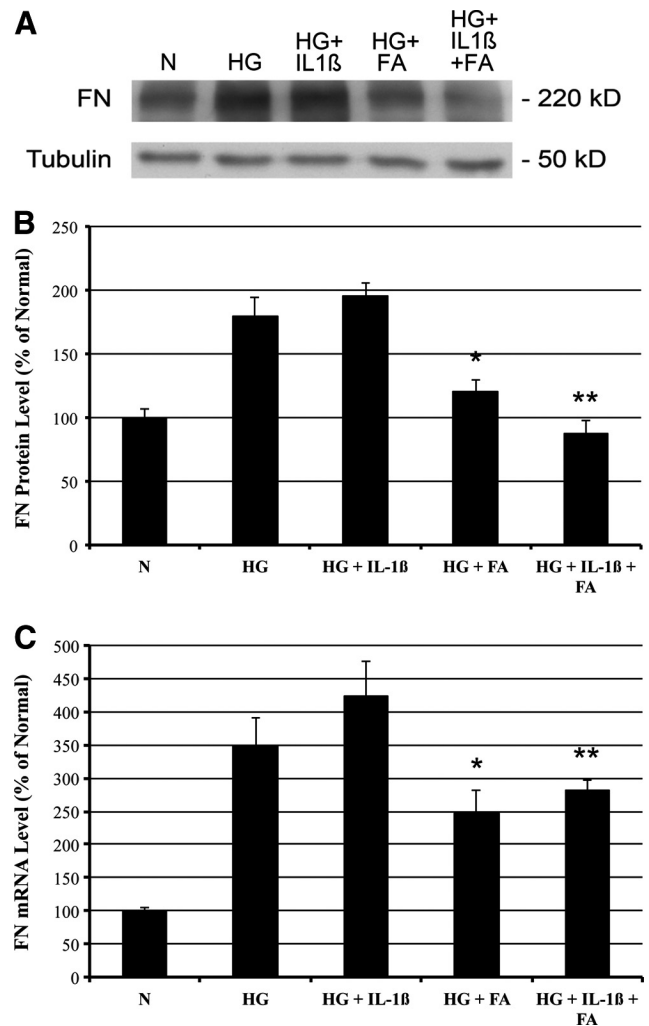 A
N
HG
HG+
IL1ß
HG+
FA
HG+
IL1ß
+FA
FN
- 220 kD
Tubulin
- 50 kD
B
FN Protein Level (% of Normal)
250
200
150
100
50
0
*
**
N
HG
HG + IL-1ß
HG + FA
HG + IL-1ß +
FA
C
FN mRNA Level (% of Normal)
500
450
400
350
300
250
200
150
100
50
0
*
**
N
HG
HG + IL-1ß
HG + FA
HG + IL-1ß +
FA